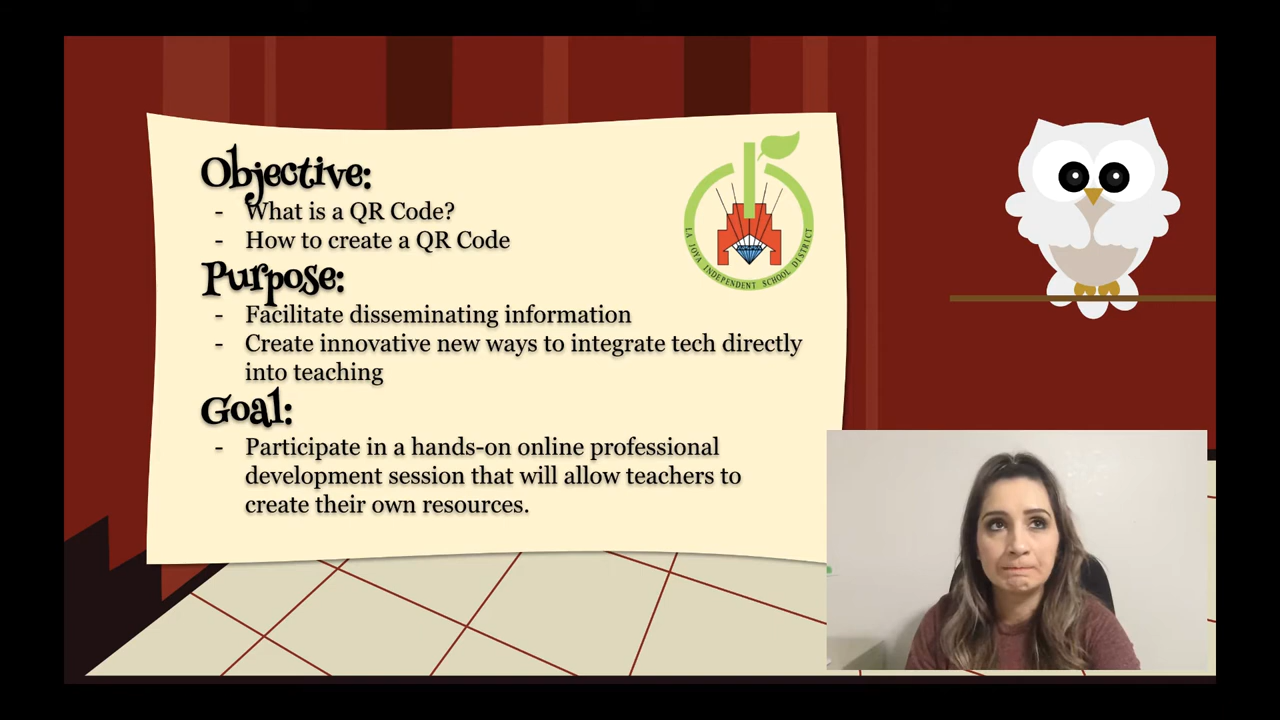 Objective:
- What is a QR Code?
- How to create a QR Code
Purpose:
- Facilitate disseminating information
- Create innovative new ways to integrate tech directly
into teaching
Goal:
- Participate in a hands-on online professional
development session that will allow teachers to
create their own resources.
LA JOYA INDEPENDENT SCHOOL DISTRICT